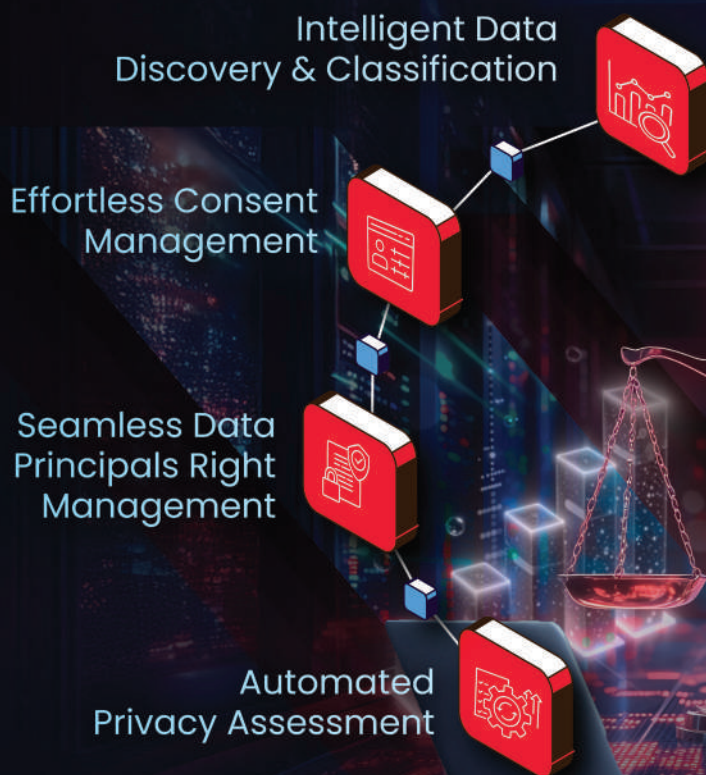 Intelligent Data
Discovery & Classification
Effortless Consent
Management
Seamless Data
Principals Right
Management
Automated
Privacy Assessment